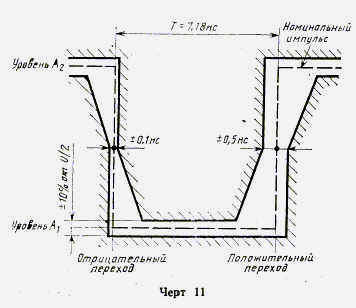 T = 7,18нс
Номинальный
импульс
Уровень A₂
±0,1нс
±0,5нс
±10% от U/2
Уровень A₁
Отрицательный
переход
Положительный
переход
Черт 11